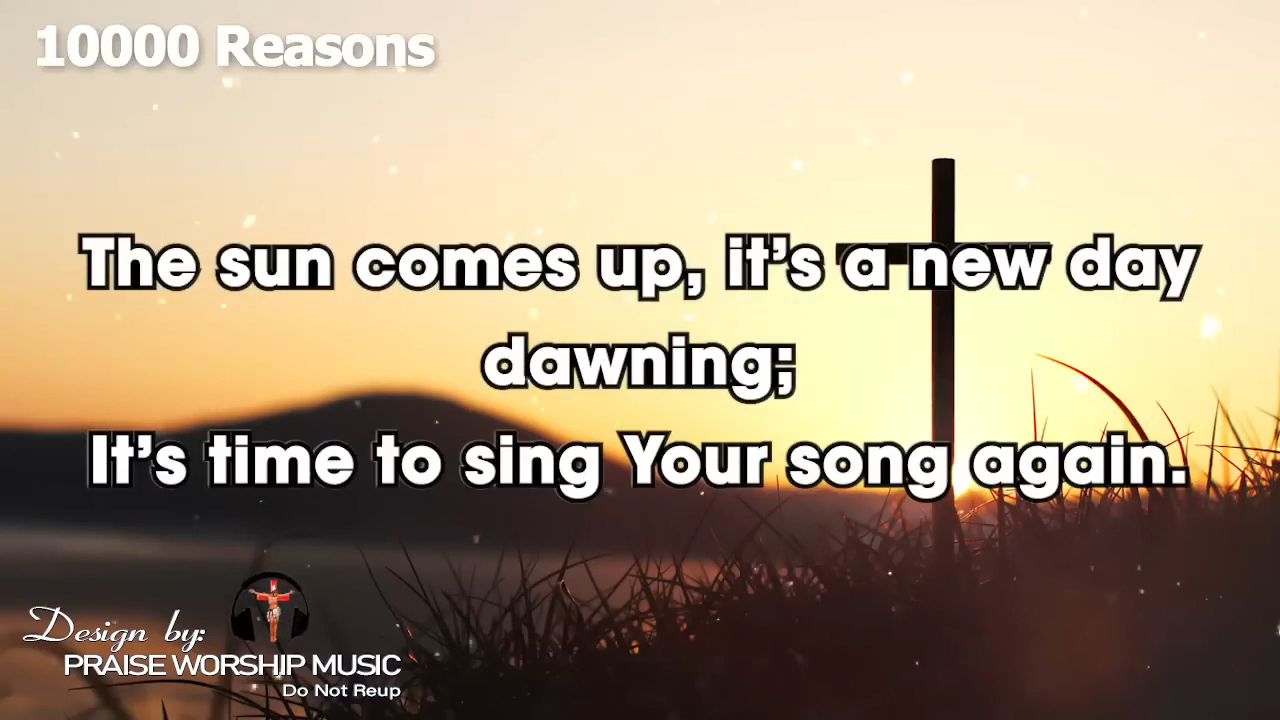 10000 Reasons
The sun comes up, it’s a new day
dawning;
It’s time to sing Your song again.
Design by:
PRAISE WORSHIP MUSIC
Do Not Reup